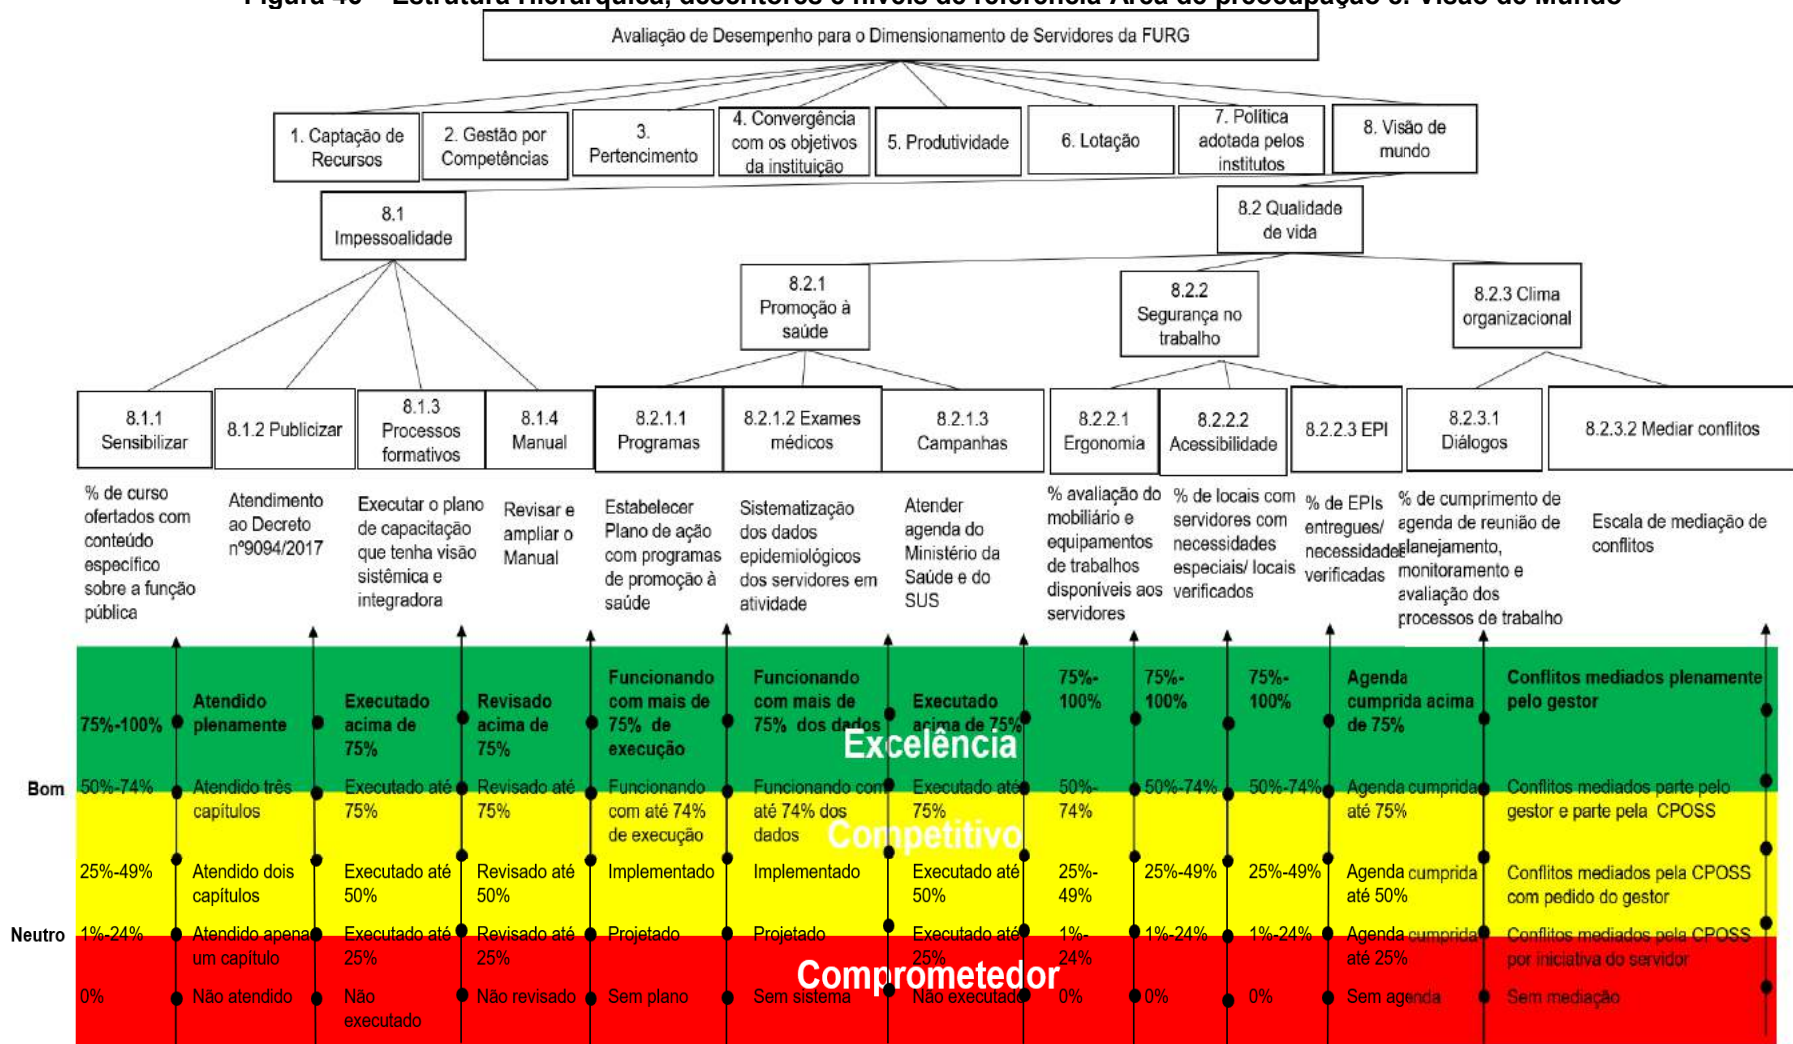 Figura 40 – Estrutura Hierárquica, descritores e níveis de referência Área de preocupação 8. Visão de Mundo
Avaliação de Desempenho para o Dimensionamento de Servidores da FURG
1. Captação de
Recursos
2. Gestão por
Competências
3.
Pertencimento
4. Convergência
com os objetivos
da instituição
5. Produtividade
6. Lotação
7. Política
adotada pelos
institutos
8. Visão de
mundo
8.1
Impessoalidade
8.2 Qualidade
de vida
8.2.1
Promoção à
saúde
8.2.2
Segurança no
trabalho
8.2.3 Clima
organizacional
8.1.1
Sensibilizar
8.1.2 Publicizar
8.1.3
Processos
formativos
8.1.4
Manual
8.2.1.1
Programas
8.2.1.2 Exames
médicos
8.2.1.3
Campanhas
8.2.2.1
Ergonomia
8.2.2.2
Acessibilidade
8.2.2.3 EPI
8.2.3.1
Diálogos
8.2.3.2 Mediar conflitos
% de curso
ofertados com
conteúdo
específico
sobre a função
pública
Atendimento
ao Decreto
nº9094/2017
Executar o plano
de capacitação
que tenha visão
sistêmica e
integradora
Revisar e
ampliar o
Manual
Estabelecer
Plano de ação
com programas
de promoção à
saúde
Sistematização
dos dados
epidemiológicos
dos servidores em
atividade
Atender
agenda do
Ministério da
Saúde e do
SUS
% avaliação do
mobiliário e
equipamentos
de trabalhos
disponíveis aos
servidores
% de locais com
servidores com
necessidades
especiais/ locais
verificados
% de EPIs
entregues/
necessidades
verificadas
% de cumprimento de
agenda de reunião de
planejamento,
monitoramento e
avaliação dos
processos de trabalho
Escala de mediação de
conflitos
75%-100%
Atendido
plenamente
Executado
acima de
75%
Revisado
acima de
75%
Funcionando
com mais de
75% de
execução
Funcionando
com mais de
75% dos dados
Executado
acima de 75%
75%-
100%
75%-
100%
75%-
100%
Agenda
cumprida acima
de 75%
Conflitos mediados plenamente
pelo gestor
Excelência
Bom
50%-74%
Atendido três
capítulos
Executado até
75%
Revisado até
75%
Funcionando
com até 74%
de execução
Funcionando com
até 74% dos
dados
Executado até
75%
50%-
74%
50%-74%
50%-74%
Agenda cumprida
até 75%
Conflitos mediados parte pelo
gestor e parte pela CPOSS
Competitivo
25%-49%
Atendido dois
capítulos
Executado até
50%
Revisado até
50%
Implementado
Implementado
Executado até
50%
25%-
49%
25%-49%
25%-49%
Agenda cumprida
até 50%
Conflitos mediados pela CPOSS
com pedido do gestor
Neutro
1%-24%
Atendido apena
um capítulo
Executado até
25%
Revisado até
25%
Projetado
Projetado
Executado até
25%
1%-
24%
1%-24%
1%-24%
Agenda cumprida
até 25%
Conflitos mediados pela CPOSS
por iniciativa do servidor
Comprometedor
0%
Não atendido
Não
executado
Não revisado
Sem plano
Sem sistema
Não executado
0%
0%
0%
Sem agenda
Sem mediação